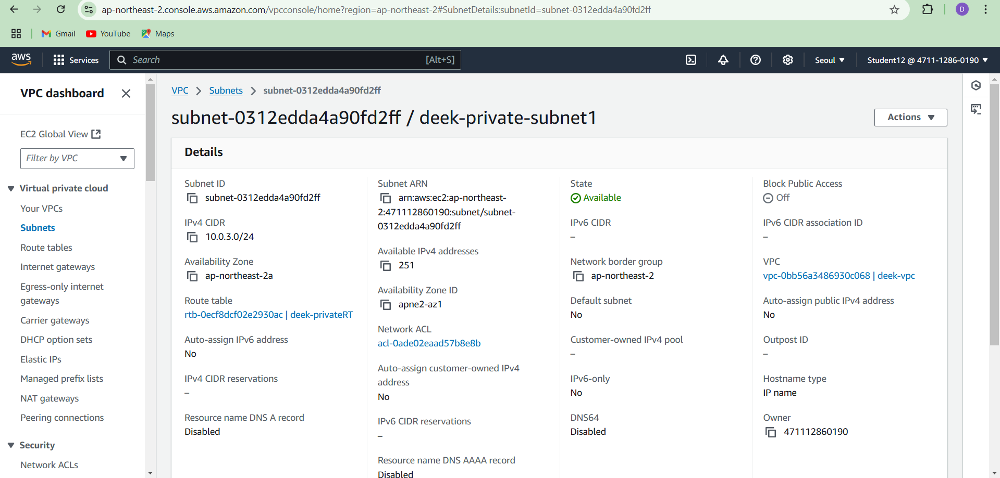 ap-northeast-2.console.aws.amazon.com/vpcconsole/home?region=ap-northeast-2#SubnetDetails:subnetId=subnet-0312edda4a90fd2ff
D
Gmail
YouTube
Maps
aws
Services
Search
[Alt+S]
Seoul
Student12 @ 4711-1286-0190
VPC dashboard
EC2 Global View
Filter by VPC
Virtual private cloud
Your VPCs
Subnets
Route tables
Internet gateways
Egress-only internet
gateways
Carrier gateways
DHCP option sets
Elastic IPs
Managed prefix lists
NAT gateways
Peering connections
Security
Network ACLs
VPC
Subnets
subnet-0312edda4a90fd2ff
subnet-0312edda4a90fd2ff / deek-private-subnet1
Actions
Details
Subnet ID
subnet-0312edda4a90fd2ff
IPv4 CIDR
10.0.3.0/24
Availability Zone
ap-northeast-2a
Route table
rtb-0ecf8dcf02e2930ac | deek-privateRT
Auto-assign IPv6 address
No
IPv4 CIDR reservations
–
Resource name DNS A record
Disabled
Subnet ARN
arn:aws:ec2:ap-northeast-
2:471112860190:subnet/subnet-
0312edda4a90fd2ff
Available IPv4 addresses
251
Availability Zone ID
apne2-az1
Network ACL
acl-0ade02eaad57b8e8b
Auto-assign customer-owned IPv4
address
No
IPv6 CIDR reservations
–
Resource name DNS AAAA record
Disabled
State
Available
IPv6 CIDR
–
Network border group
ap-northeast-2
Default subnet
No
Customer-owned IPv4 pool
–
IPv6-only
No
DNS64
Disabled
Block Public Access
Off
IPv6 CIDR association ID
–
VPC
vpc-0bb56a3486930c068 | deek-vpc
Auto-assign public IPv4 address
No
Outpost ID
–
Hostname type
IP name
Owner
471112860190